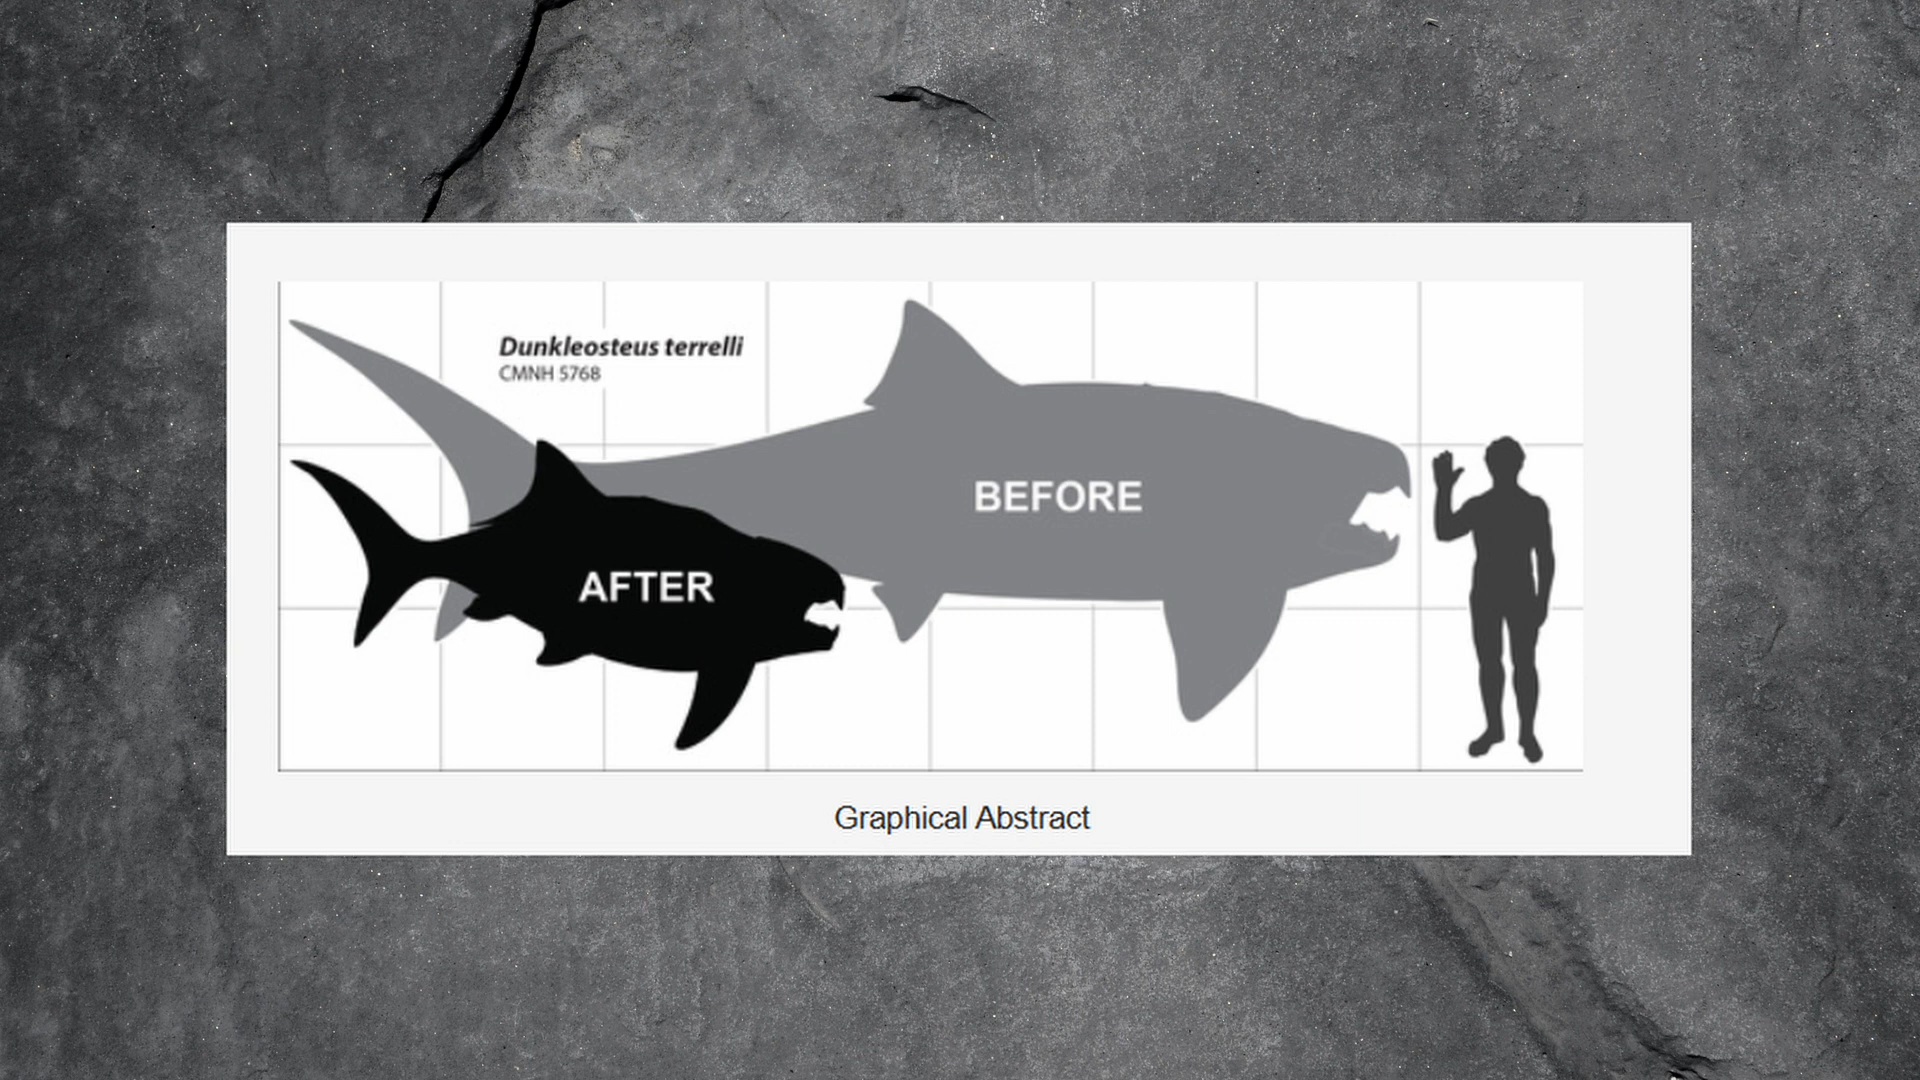 Dunkleosteus terrelli
CMNH 5768
BEFORE
AFTER
Graphical Abstract